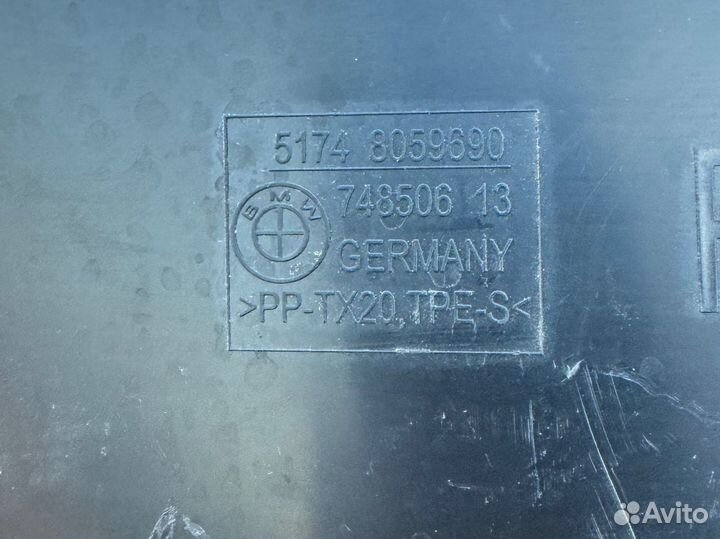 5174 8059690
BMW
748506 13
GERMANY
>PP-TX20,TPE-S<
Avito